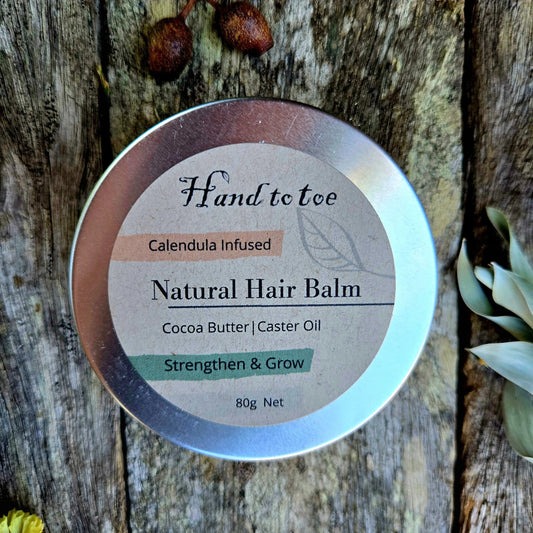 Hand to toe
Calendula Infused
Natural Hair Balm
Cocoa Butter|Caster Oil
Strengthen & Grow
80g Net